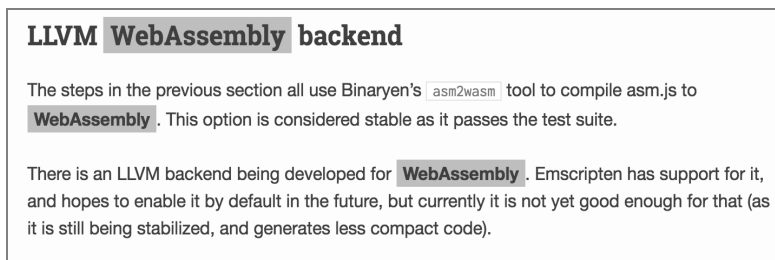 LLVM WebAssembly backend
The steps in the previous section all use Binaryen’s asm2wasm tool to compile asm.js to
WebAssembly. This option is considered stable as it passes the test suite.
There is an LLVM backend being developed for WebAssembly. Emscripten has support for it,
and hopes to enable it by default in the future, but currently it is not yet good enough for that (as
it is still being stabilized, and generates less compact code).